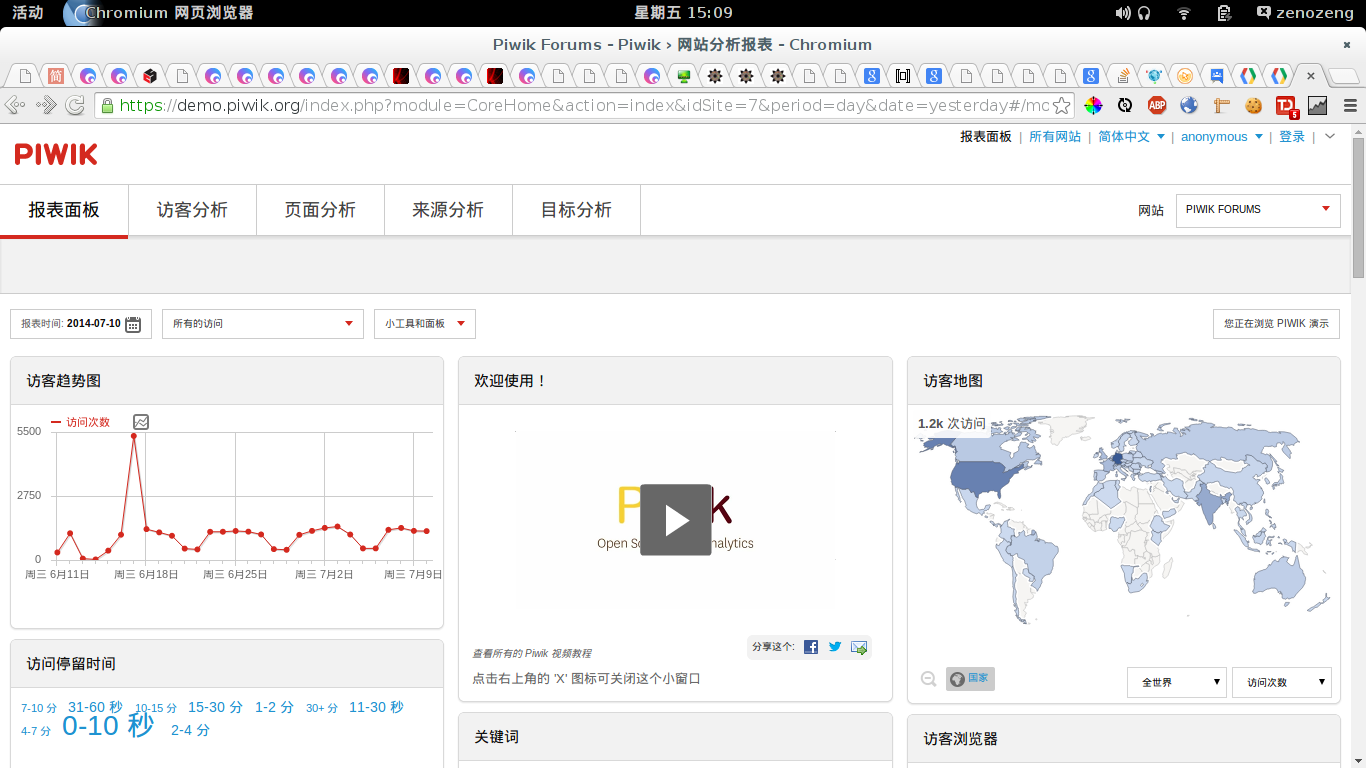 活动 Chromium 网页浏览器 星期五 15:09 zenozeng
Piwik Forums - Piwik › 网站分析报表 - Chromium
https://demo.piwik.org/index.php?module=CoreHome&action=index&idSite=7&period=day&date=yesterday#/mo
PIWIK
报表面板 | 所有网站 | 简体中文 | anonymous | 登录 |
报表面板 访客分析 页面分析 来源分析 目标分析 网站 PIWIK FORUMS
报表时间: 2014-07-10 所有的访问 小工具和面板 您正在浏览 PIWIK 演示
访客趋势图
访问次数
5500
2750
0
周三 6月11日 周三 6月18日 周三 6月25日 周三 7月2日 周三 7月9日
访问停留时间
7-10 分 31-60 秒 10-15 分 15-30 分 1-2 分 30+ 分 11-30 秒
4-7 分 0-10 秒 2-4 分
欢迎使用！
查看所有的 Piwik 视频教程
分享这个:
点击右上角的 'X' 图标可关闭这个小窗口
关键词
访客地图
1.2k 次访问
国家 全世界 访问次数
访客浏览器